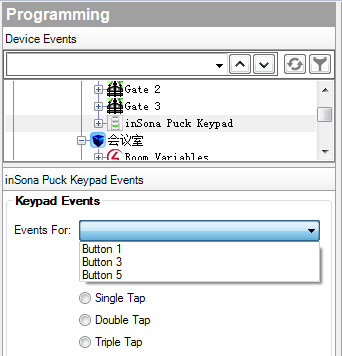 Programming
Device Events
Gate 2
Gate 3
inSona Puck Keypad
会议室
Room Variables
inSona Puck Keypad Events
Keypad Events
Events For:
Button 1
Button 3
Button 5
Single Tap
Double Tap
Triple Tap